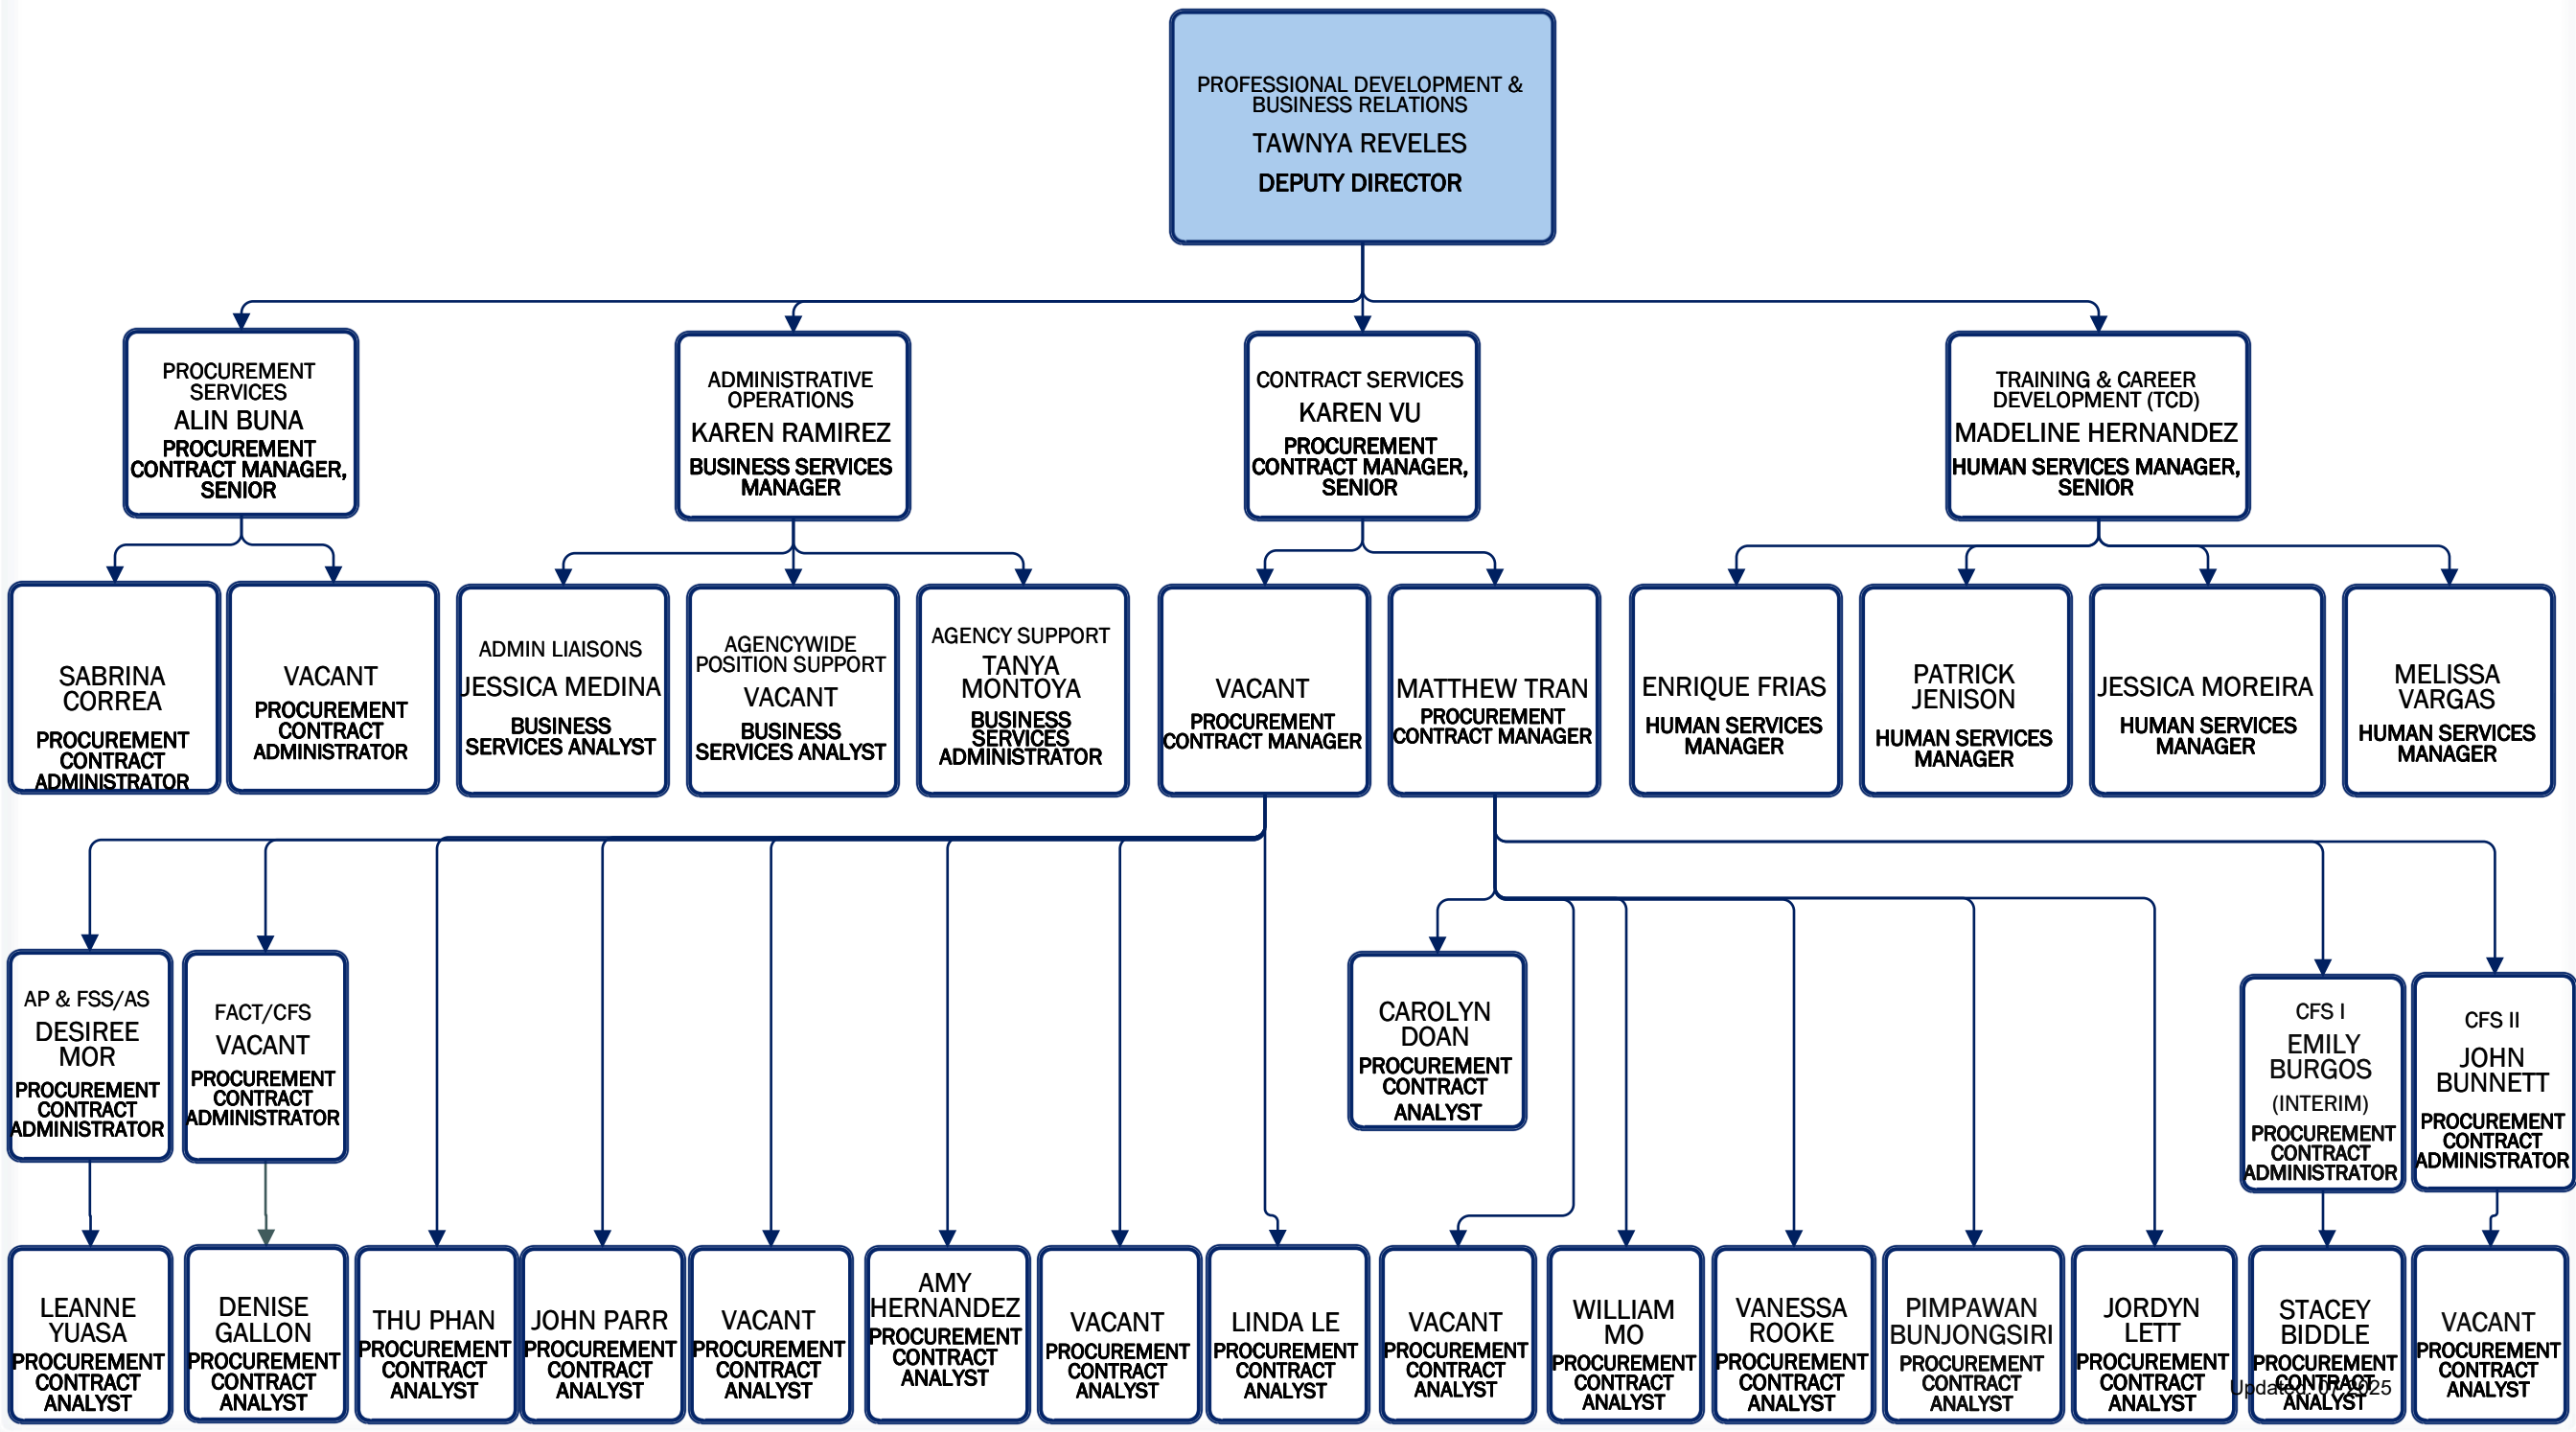 PROFESSIONAL DEVELOPMENT &
BUSINESS RELATIONS
TAWNYA REVELES
DEPUTY DIRECTOR
PROCUREMENT
SERVICES
ALIN BUNA
PROCUREMENT
CONTRACT MANAGER,
SENIOR
ADMINISTRATIVE
OPERATIONS
KAREN RAMIREZ
BUSINESS SERVICES
MANAGER
CONTRACT SERVICES
KAREN VU
PROCUREMENT
CONTRACT MANAGER,
SENIOR
TRAINING & CAREER
DEVELOPMENT (TCD)
MADELINE HERNANDEZ
HUMAN SERVICES MANAGER,
SENIOR
SABRINA
CORREA
PROCUREMENT
CONTRACT
ADMINISTRATOR
VACANT
PROCUREMENT
CONTRACT
ADMINISTRATOR
ADMIN LIAISONS
JESSICA MEDINA
BUSINESS
SERVICES ANALYST
AGENCYWIDE
POSITION SUPPORT
VACANT
BUSINESS
SERVICES ANALYST
AGENCY SUPPORT
TANYA
MONTOYA
BUSINESS
SERVICES
ADMINISTRATOR
VACANT
PROCUREMENT
CONTRACT MANAGER
MATTHEW TRAN
PROCUREMENT
CONTRACT MANAGER
ENRIQUE FRIAS
HUMAN SERVICES
MANAGER
PATRICK
JENISON
HUMAN SERVICES
MANAGER
JESSICA MOREIRA
HUMAN SERVICES
MANAGER
MELISSA
VARGAS
HUMAN SERVICES
MANAGER
AP & FSS/AS
DESIREE
MOR
PROCUREMENT
CONTRACT
ADMINISTRATOR
FACT/CFS
VACANT
PROCUREMENT
CONTRACT
ADMINISTRATOR
CAROLYN
DOAN
PROCUREMENT
CONTRACT
ANALYST
CFS I
EMILY
BURGOS
(INTERIM)
PROCUREMENT
CONTRACT
ADMINISTRATOR
CFS II
JOHN
BUNNETT
PROCUREMENT
CONTRACT
ADMINISTRATOR
LEANNE
YUASA
PROCUREMENT
CONTRACT
ANALYST
DENISE
GALLON
PROCUREMENT
CONTRACT
ANALYST
THU PHAN
PROCUREMENT
CONTRACT
ANALYST
JOHN PARR
PROCUREMENT
CONTRACT
ANALYST
VACANT
PROCUREMENT
CONTRACT
ANALYST
AMY
HERNANDEZ
PROCUREMENT
CONTRACT
ANALYST
VACANT
PROCUREMENT
CONTRACT
ANALYST
LINDA LE
PROCUREMENT
CONTRACT
ANALYST
VACANT
PROCUREMENT
CONTRACT
ANALYST
WILLIAM
MO
PROCUREMENT
CONTRACT
ANALYST
VANESSA
ROOKE
PROCUREMENT
CONTRACT
ANALYST
PIMPAWAN
BUNJONGSIRI
PROCUREMENT
CONTRACT
ANALYST
JORDYN
LETT
PROCUREMENT
CONTRACT
ANALYST
STACEY
BIDDLE
PROCUREMENT
CONTRACT
ANALYST
VACANT
PROCUREMENT
CONTRACT
ANALYST
Updated